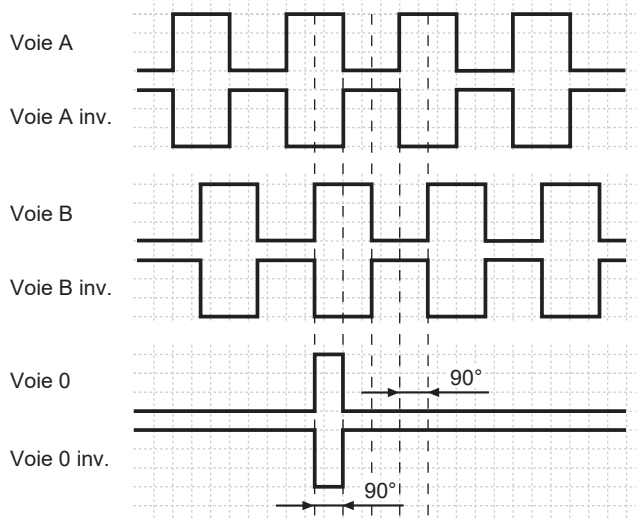 Voie A
Voie A inv.
Voie B
Voie B inv.
Voie 0
90°
Voie 0 inv.
90°